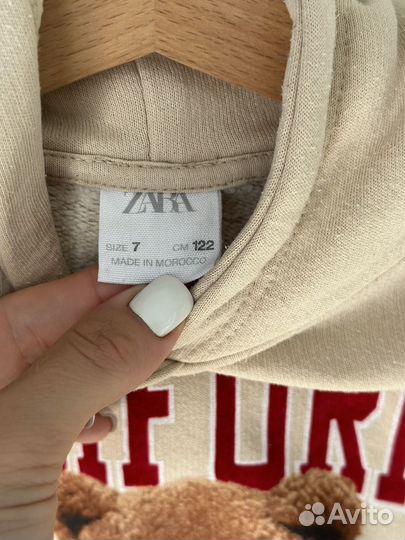 ZARA
SIZE 7 CM 122
MADE IN MOROCCO
Avito